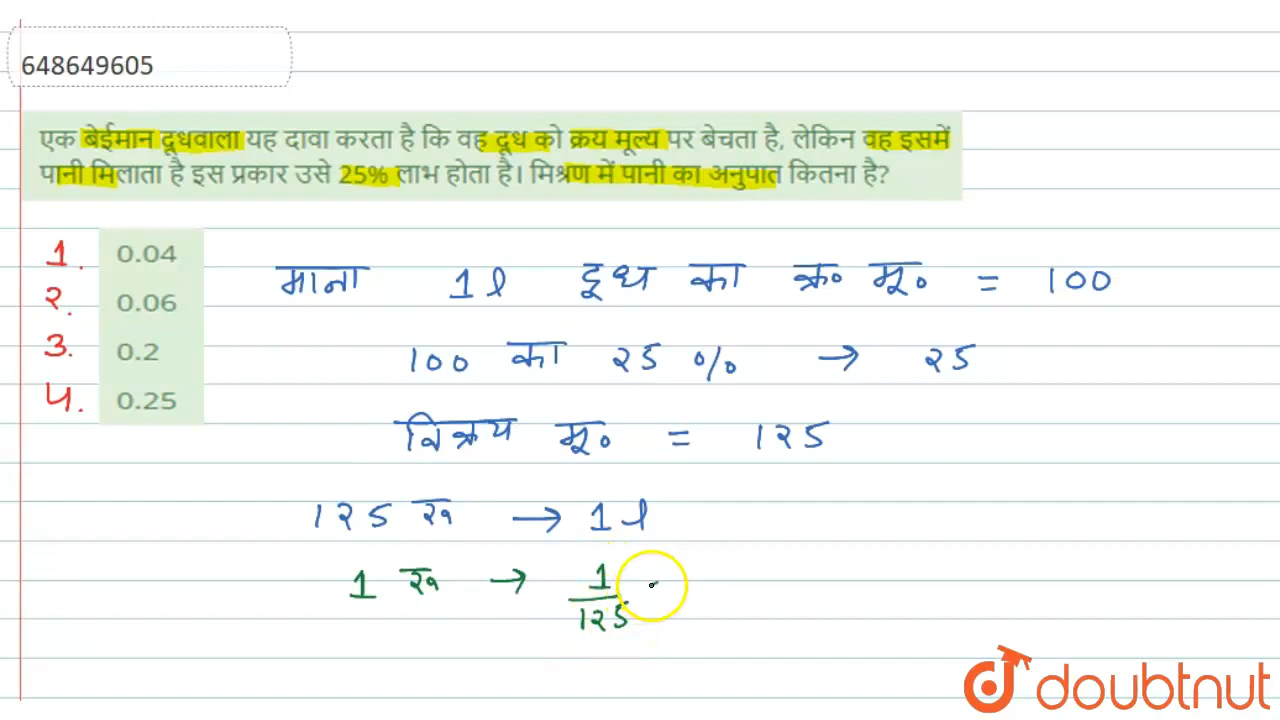 648649605
एक बेईमान दूधवाला यह दावा करता है कि वह दूध को क्रय मूल्य पर बेचता है, लेकिन वह इसमें
पानी मिलाता है इस प्रकार उसे 25% लाभ होता है। मिश्रण में पानी का अनुपात कितना है?
1. 0.04
2. 0.06
3. 0.2
4. 0.25
माना 1 l दूध का क्र० मू० = 100
100 का 25 % → 25
विक्रय मू० = 125
125 रू → 1 l
1 रू → 1/125
doubtnut